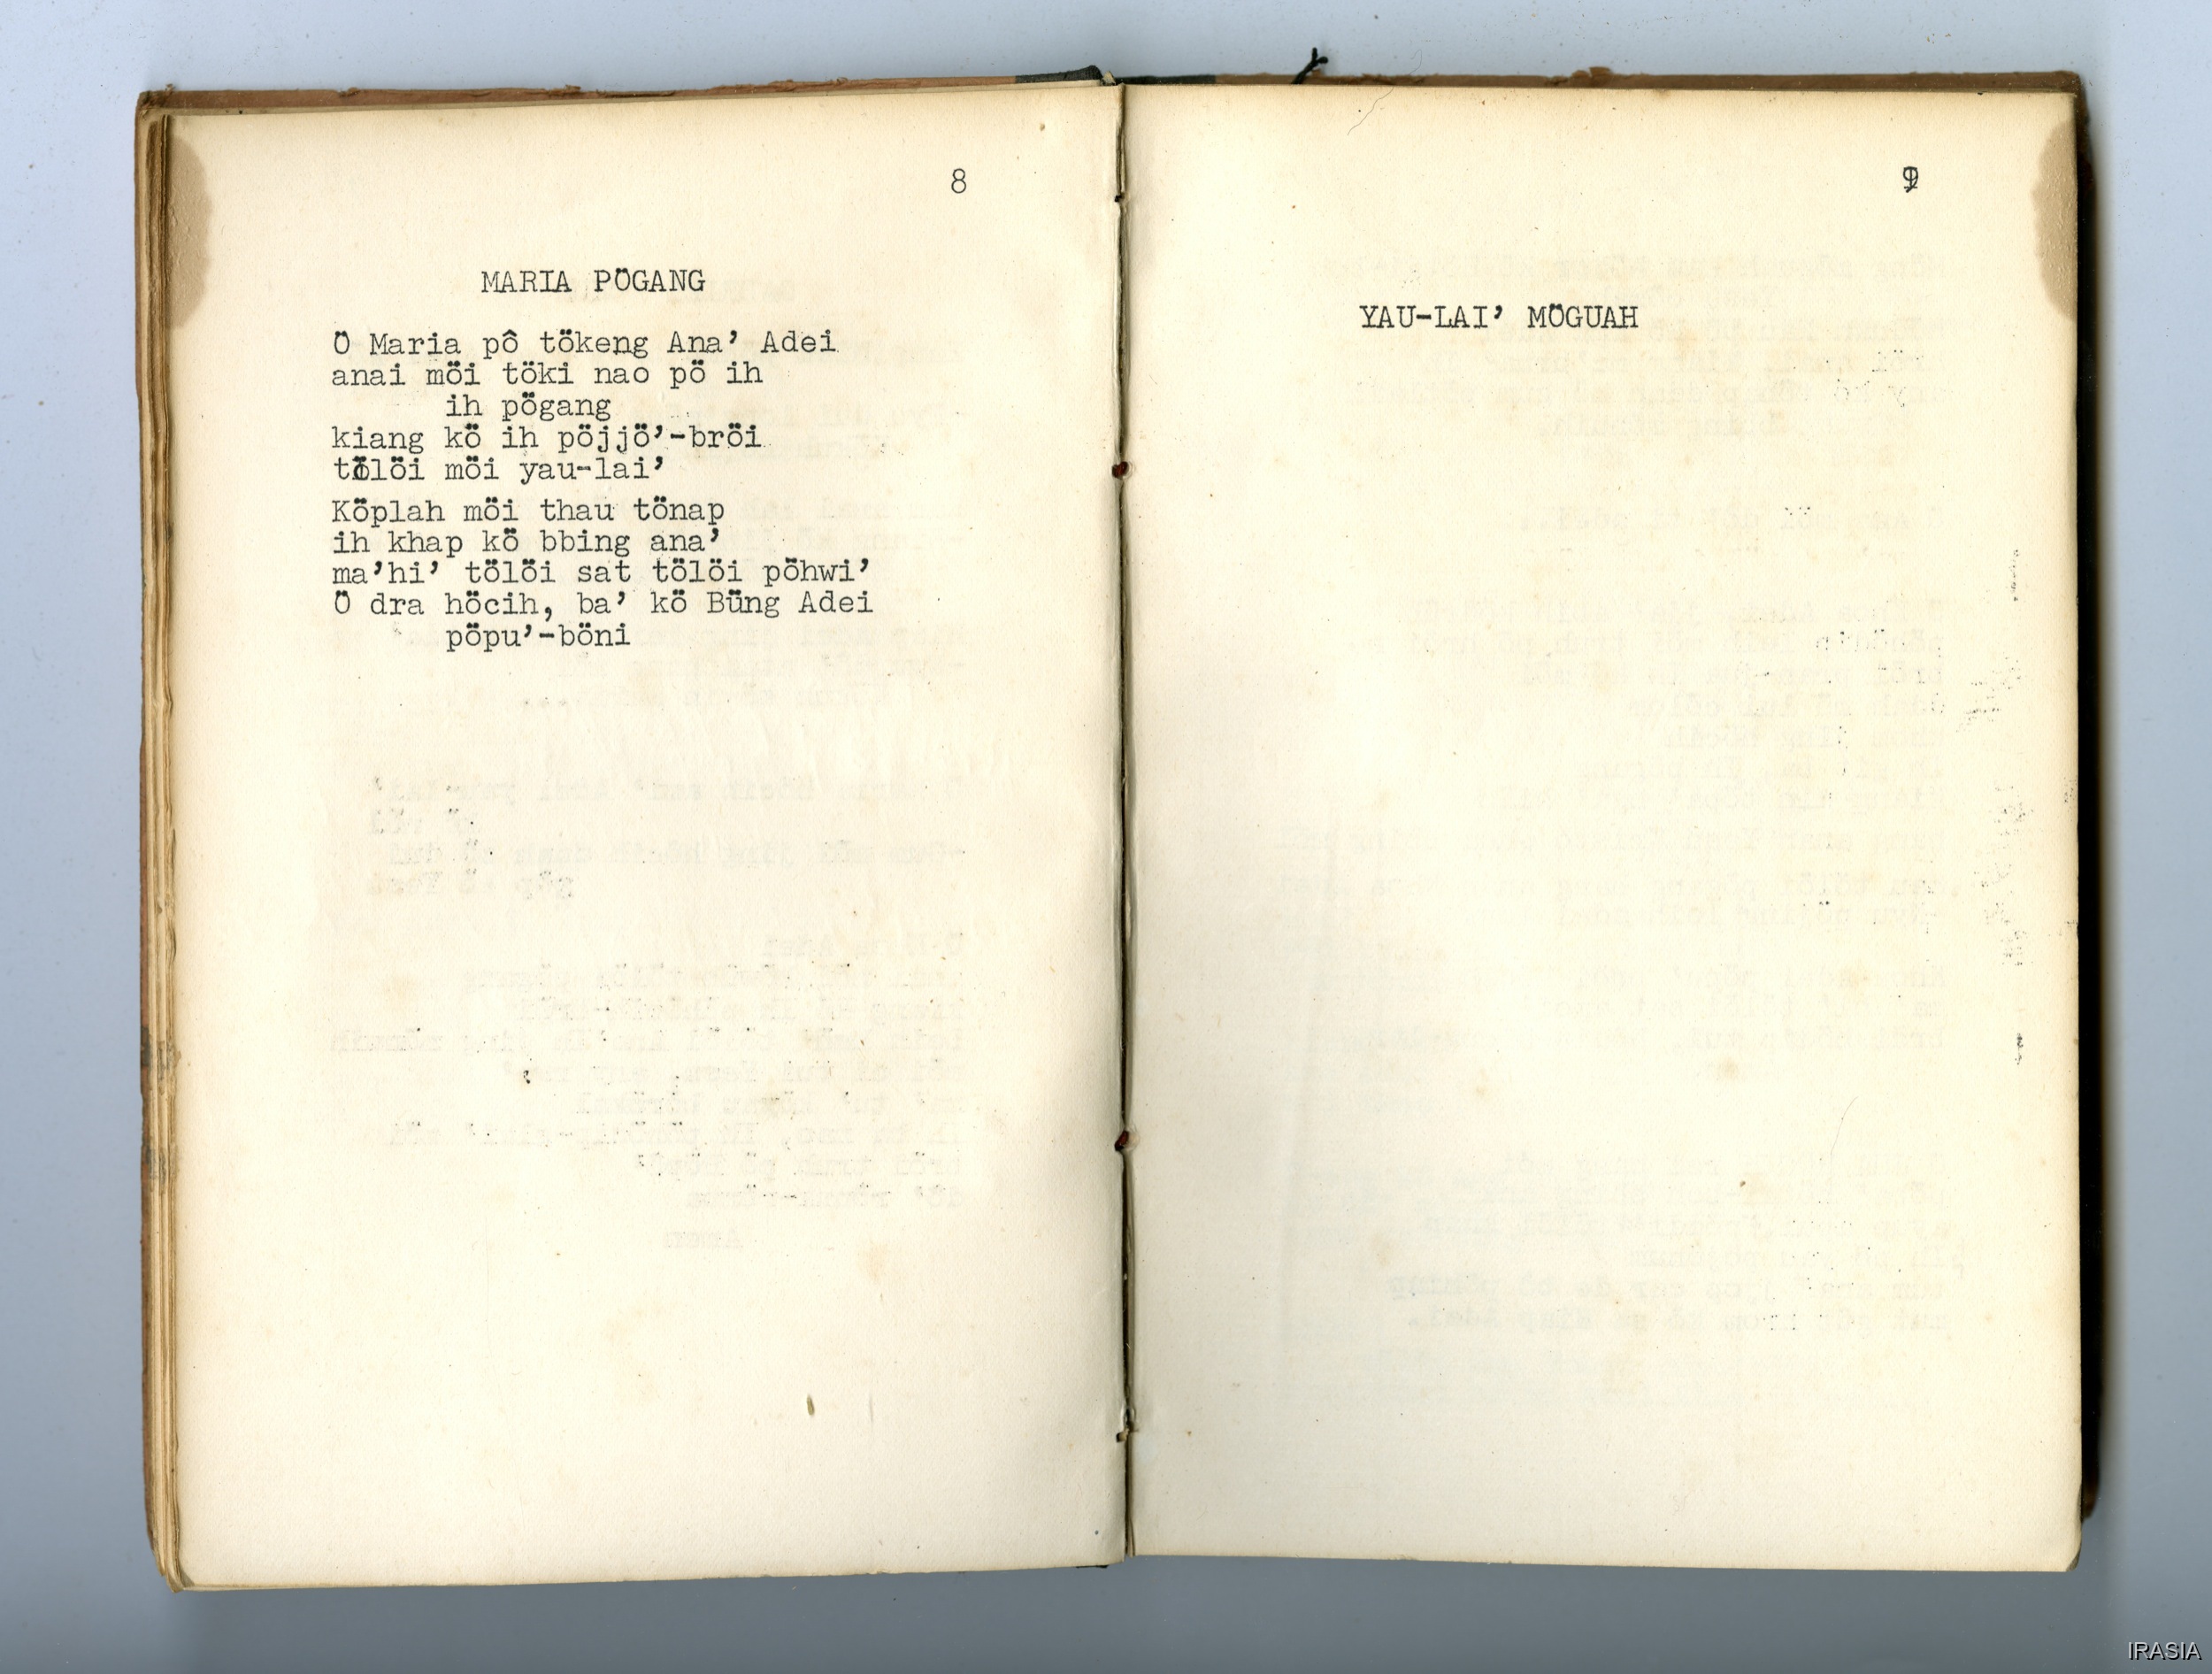 8
MARIA PÖGANG
Ö Maria pô tökeng Ana’ Adei
anai möi töki nao pö ih
ih pögang
kiang kö ih pöjjö’-bröi
tölöi möi yau-lai’
Köplah möi thau tönap
ih khap kö bbing ana’
ma’hi’ tölöi sat tölöi pöhwi’
Ö dra höcih, ba’ kö Büng Adei
pöpu’-böni
9
YAU-LAI’ MÖGUAH
IRASIA